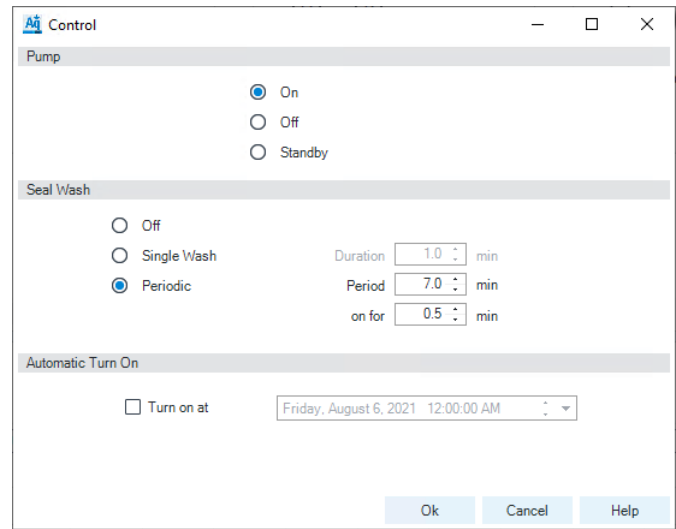 Aq Control
Pump
On
Off
Standby
Seal Wash
Off
Single Wash Duration 1.0 min
Periodic Period 7.0 min
on for 0.5 min
Automatic Turn On
Turn on at Friday, August 6, 2021 12:00:00 AM
Ok Cancel Help